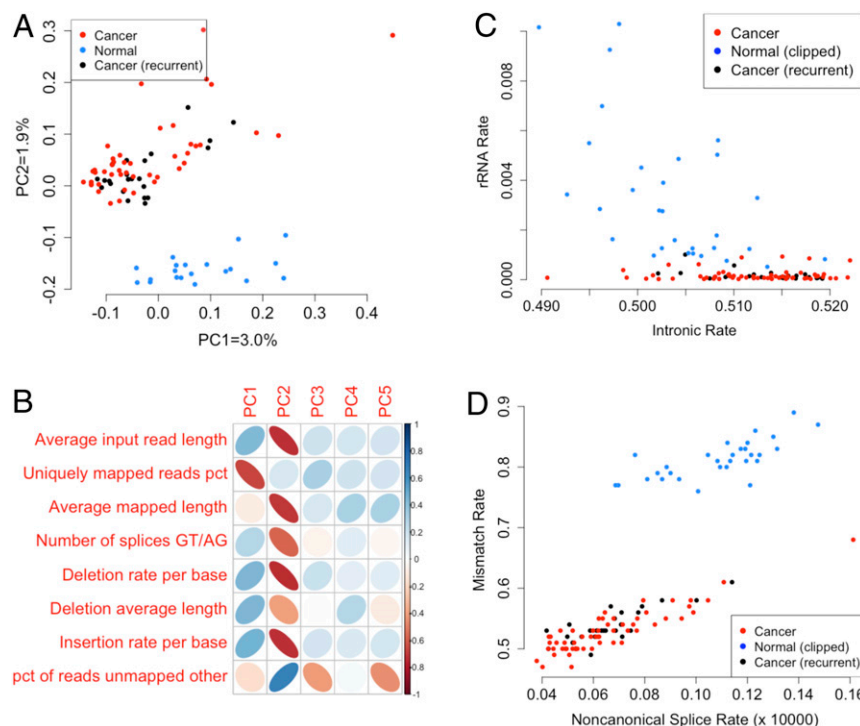 A
Cancer
Normal
Cancer (recurrent)
PC2=1.9%
0.3
0.2
0.1
0.0
-0.1
-0.2
-0.1 0.0 0.1 0.2 0.3 0.4
PC1=3.0%
C
Cancer
Normal (clipped)
Cancer (recurrent)
rRNA Rate
0.008
0.004
0.000
0.490 0.500 0.510 0.520
Intronic Rate
B
PC1 PC2 PC3 PC4 PC5
Average input read length
Uniquely mapped reads pct
Average mapped length
Number of splices GT/AG
Deletion rate per base
Deletion average length
Insertion rate per base
pct of reads unmapped other
1
0.8
0.6
0.4
0.2
0
-0.2
-0.4
-0.6
-0.8
-1
D
Mismatch Rate
0.9
0.8
0.7
0.6
0.5
Cancer
Normal (clipped)
Cancer (recurrent)
0.04 0.06 0.08 0.10 0.12 0.14 0.16
Noncanonical Splice Rate (x 10000)